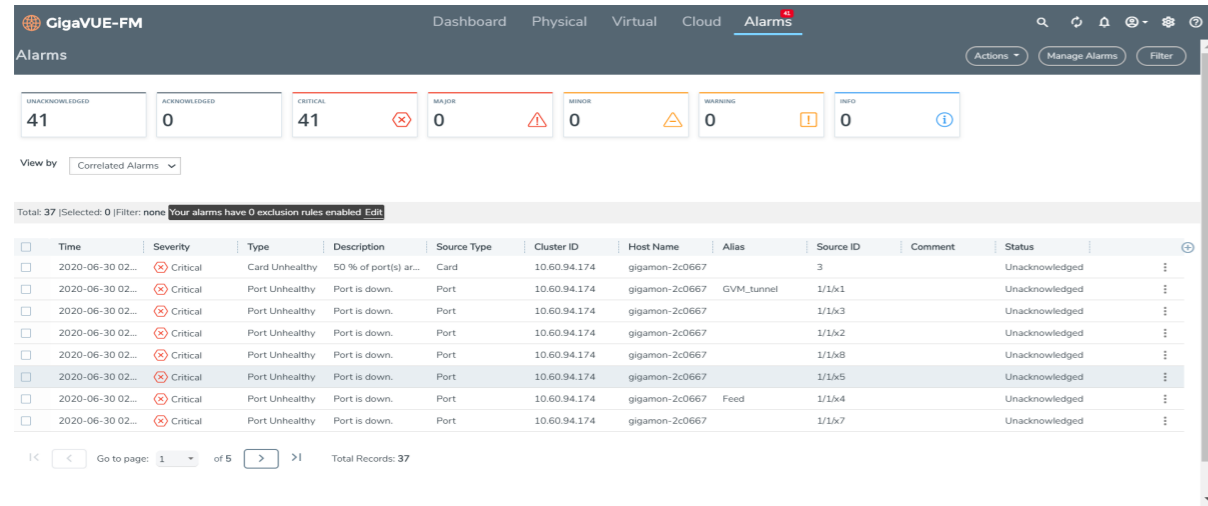 GigaVUE-FM Dashboard Physical Virtual Cloud Alarms 41
Alarms Actions Manage Alarms Filter
UNACKNOWLEDGED ACKNOWLEDGED CRITICAL MAJOR MINOR WARNING INFO
41 0 41 0 0 0 0
View by Correlated Alarms
Total: 37 |Selected: 0 |Filter: none Your alarms have 0 exclusion rules enabled Edit
Time Severity Type Description Source Type Cluster ID Host Name Alias Source ID Comment Status
2020-06-30 02... Critical Card Unhealthy 50 % of port(s) ar... Card 10.60.94.174 gigamon-2c0667 3 Unacknowledged
2020-06-30 02... Critical Port Unhealthy Port is down. Port 10.60.94.174 gigamon-2c0667 GVM_tunnel 1/1/x1 Unacknowledged
2020-06-30 02... Critical Port Unhealthy Port is down. Port 10.60.94.174 gigamon-2c0667 1/1/x3 Unacknowledged
2020-06-30 02... Critical Port Unhealthy Port is down. Port 10.60.94.174 gigamon-2c0667 1/1/x2 Unacknowledged
2020-06-30 02... Critical Port Unhealthy Port is down. Port 10.60.94.174 gigamon-2c0667 1/1/x8 Unacknowledged
2020-06-30 02... Critical Port Unhealthy Port is down. Port 10.60.94.174 gigamon-2c0667 1/1/x5 Unacknowledged
2020-06-30 02... Critical Port Unhealthy Port is down. Port 10.60.94.174 gigamon-2c0667 Feed 1/1/x4 Unacknowledged
2020-06-30 02... Critical Port Unhealthy Port is down. Port 10.60.94.174 gigamon-2c0667 1/1/x7 Unacknowledged
Go to page: 1 of 5 Total Records: 37